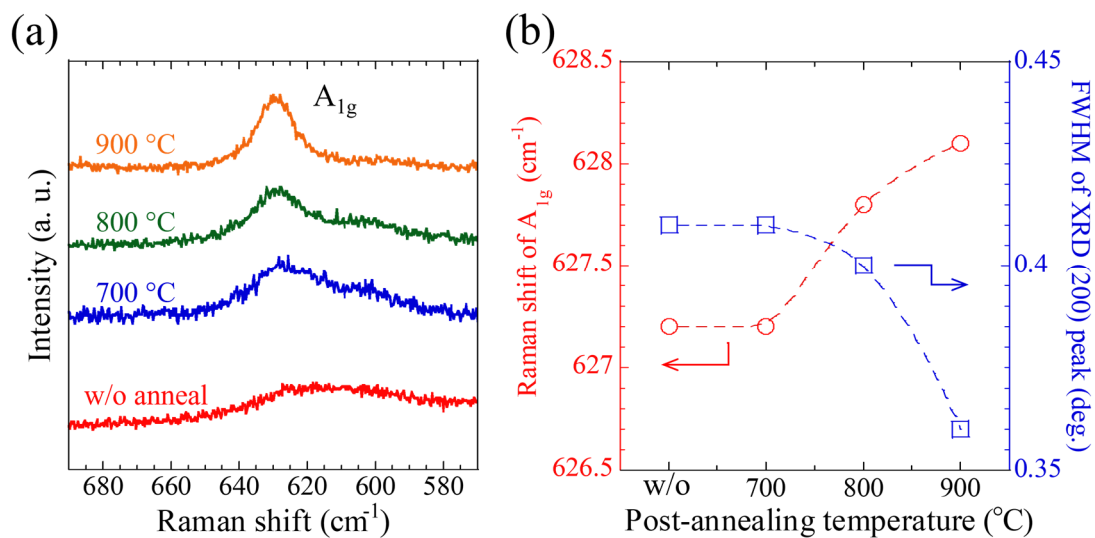 (a)
A1g
900 °C
800 °C
700 °C
w/o anneal
Intensity (a. u.)
680 660 640 620 600 580
Raman shift (cm-1)
(b)
628.5
628
627.5
627
626.5
Raman shift of A1g (cm-1)
0.45
0.4
0.35
FWHM of XRD (200) peak (deg.)
w/o 700 800 900
Post-annealing temperature (°C)